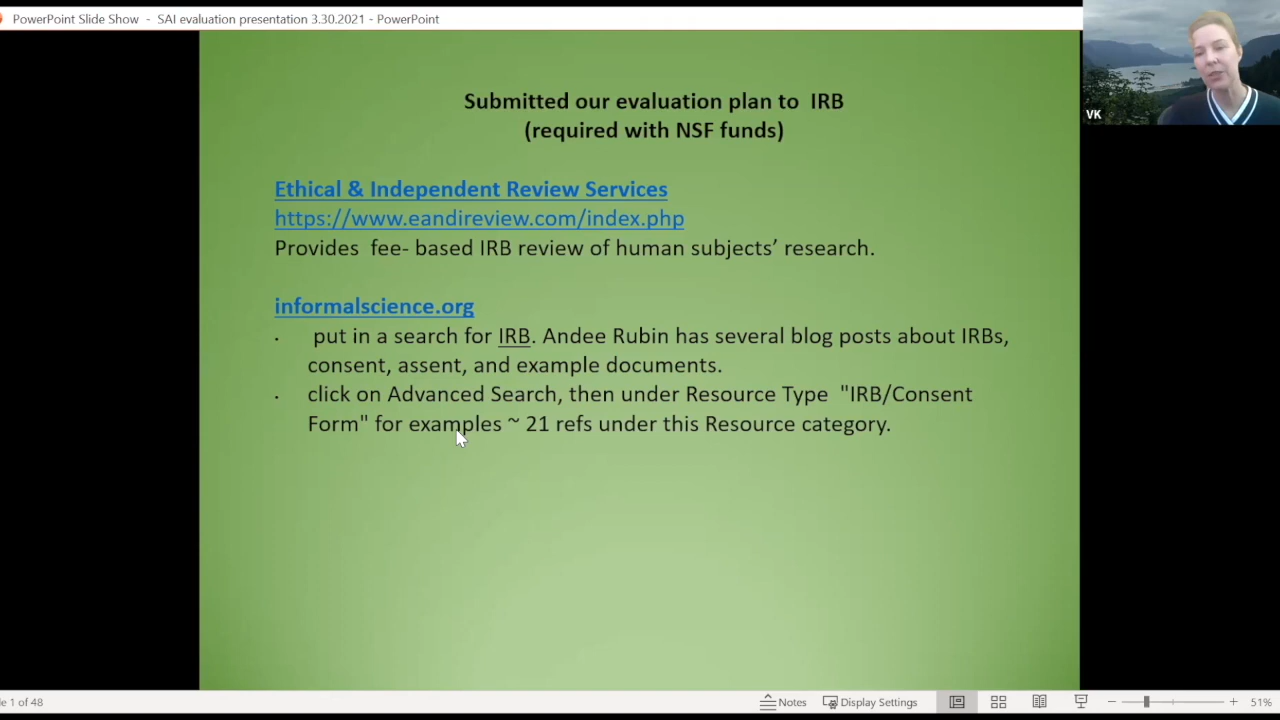 PowerPoint Slide Show - SAI evaluation presentation 3.30.2021 - PowerPoint
VK
Submitted our evaluation plan to IRB
(required with NSF funds)
Ethical & Independent Review Services
https://www.eandireview.com/index.php
Provides fee- based IRB review of human subjects’ research.
informalscience.org
· put in a search for IRB. Andee Rubin has several blog posts about IRBs,
consent, assent, and example documents.
· click on Advanced Search, then under Resource Type "IRB/Consent
Form" for examples ~ 21 refs under this Resource category.
le 1 of 48
Notes
Display Settings
51%